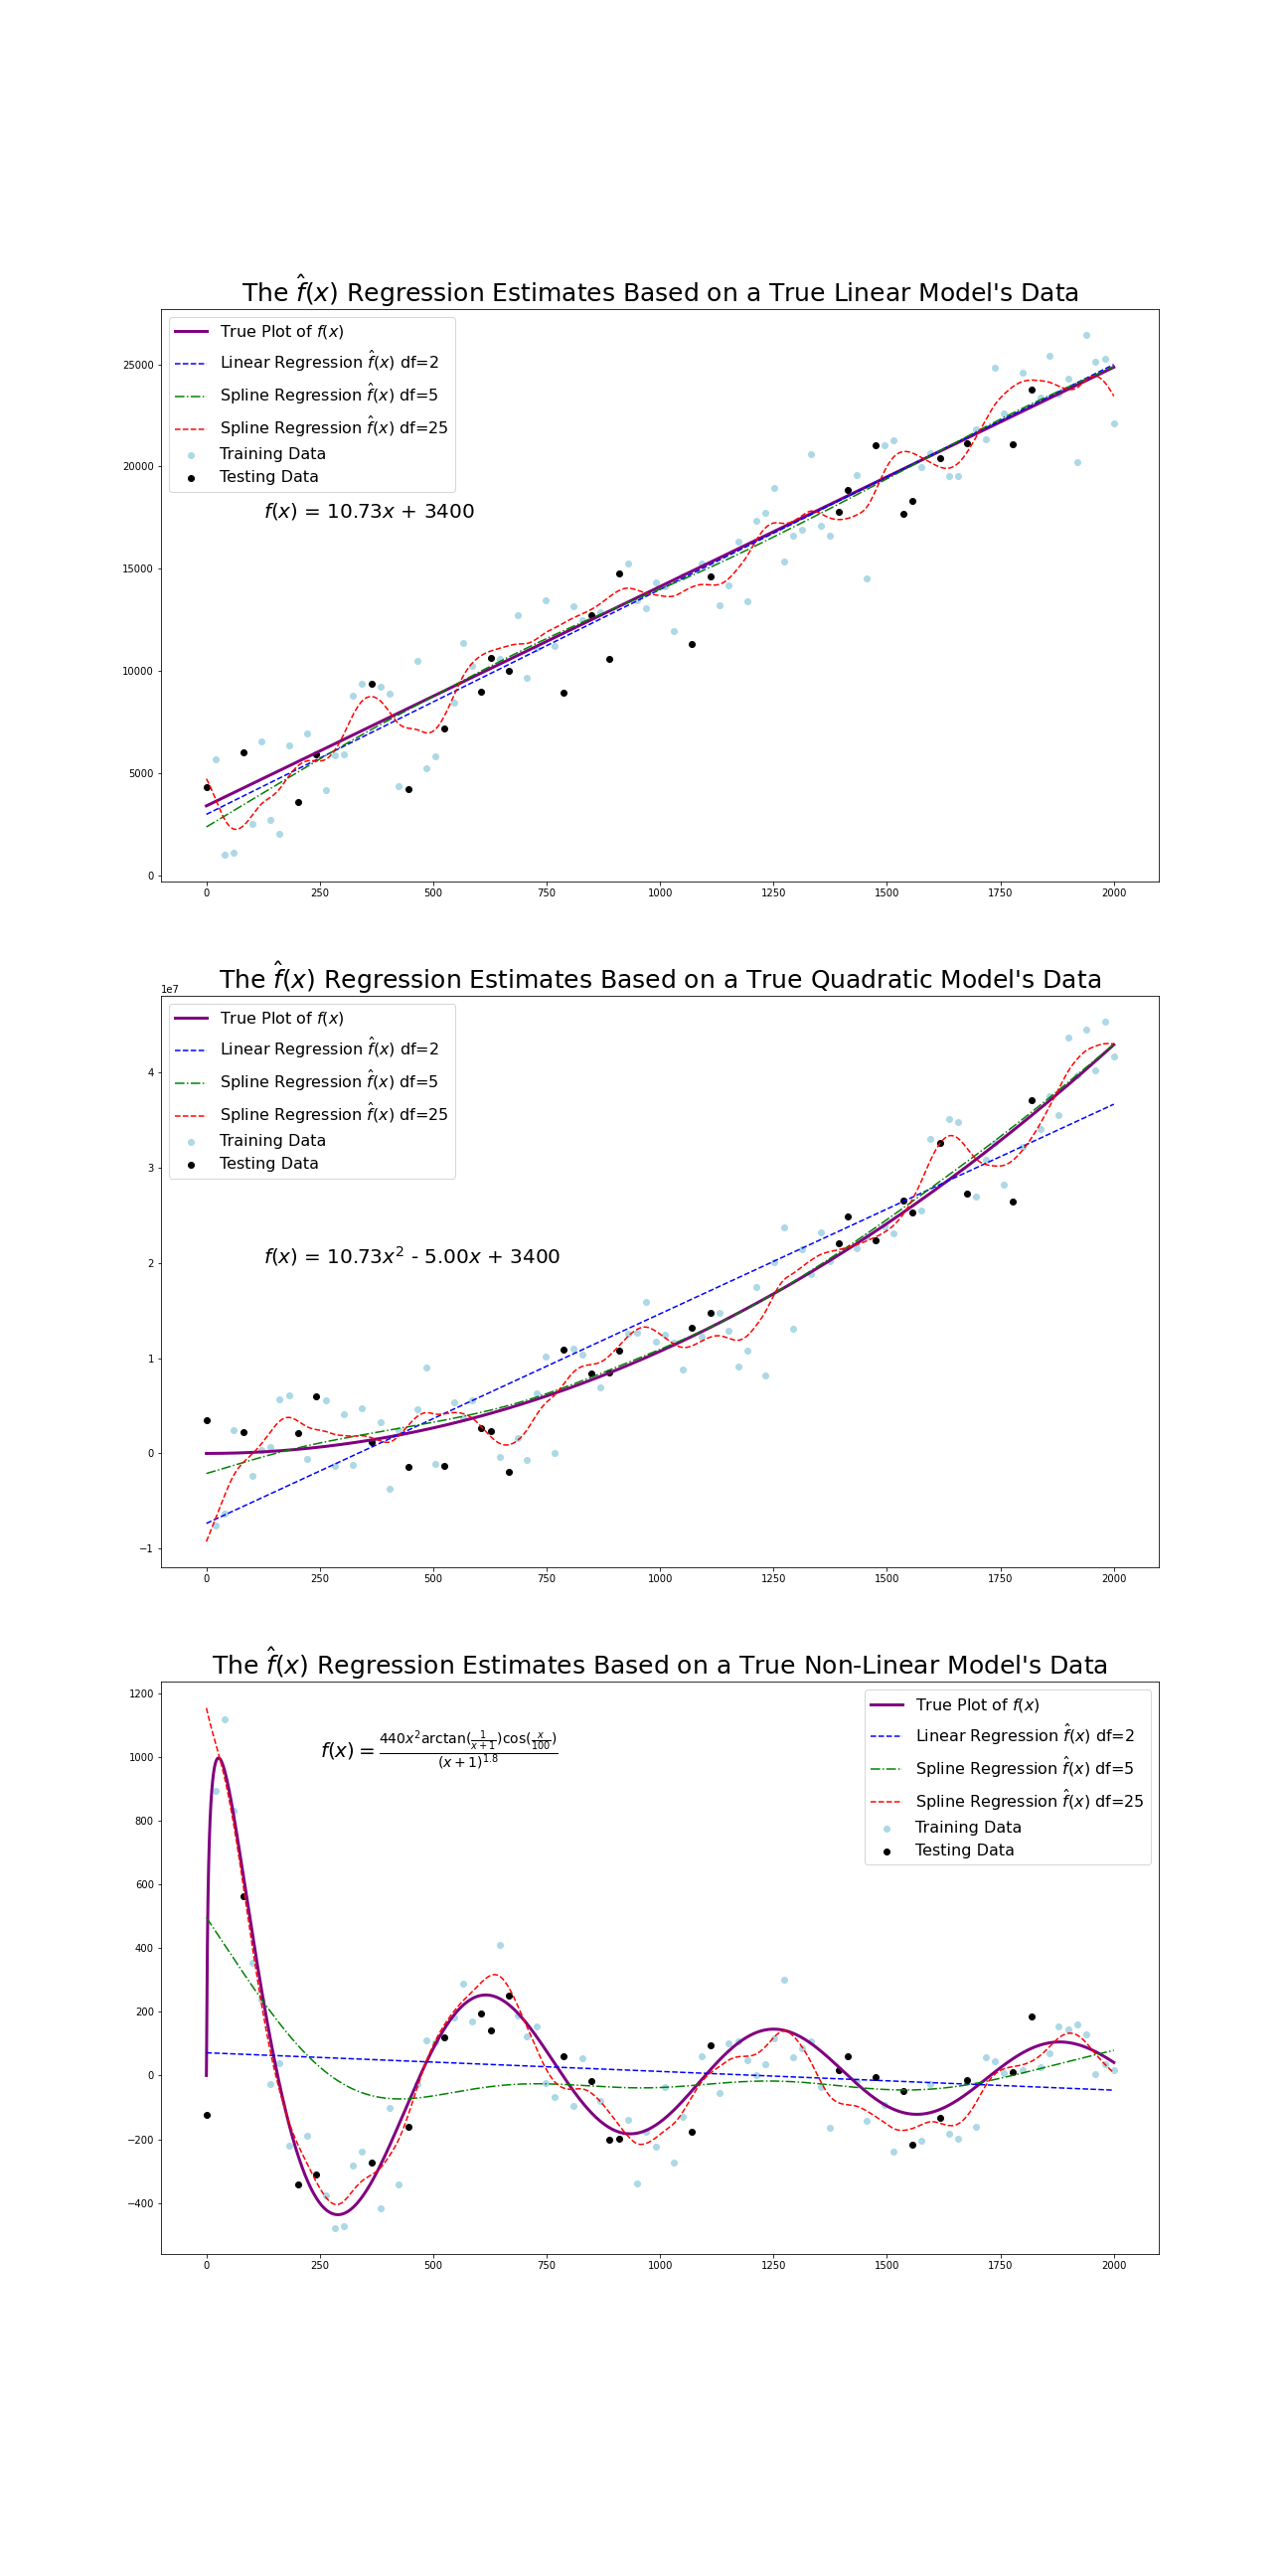 The f̂(x) Regression Estimates Based on a True Linear Model's Data
True Plot of f(x)
Linear Regression f̂(x) df=2
Spline Regression f̂(x) df=5
Spline Regression f̂(x) df=25
Training Data
Testing Data
f(x) = 10.73x + 3400
25000
20000
15000
10000
5000
0
0 250 500 750 1000 1250 1500 1750 2000
The f̂(x) Regression Estimates Based on a True Quadratic Model's Data
1e7
True Plot of f(x)
Linear Regression f̂(x) df=2
Spline Regression f̂(x) df=5
Spline Regression f̂(x) df=25
Training Data
Testing Data
f(x) = 10.73x² - 5.00x + 3400
4
3
2
1
0
−1
0 250 500 750 1000 1250 1500 1750 2000
The f̂(x) Regression Estimates Based on a True Non-Linear Model's Data
f(x) = 440x²arctan(1/(x+1))cos(x/100) / (x+1)^1.8
True Plot of f(x)
Linear Regression f̂(x) df=2
Spline Regression f̂(x) df=5
Spline Regression f̂(x) df=25
Training Data
Testing Data
1200
1000
800
600
400
200
0
−200
−400
0 250 500 750 1000 1250 1500 1750 2000